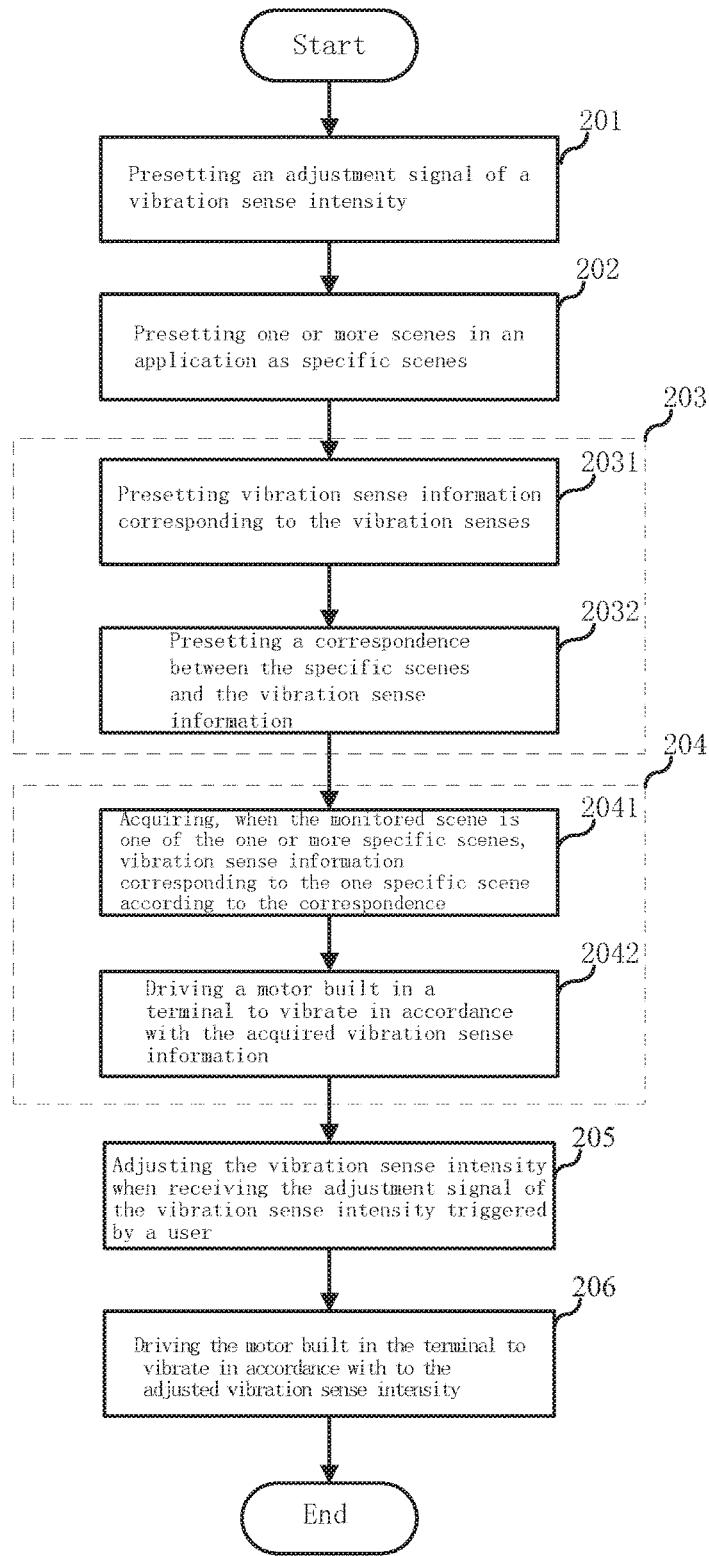 Start
201
Presetting an adjustment signal of a
vibration sense intensity
202
Presetting one or more scenes in an
application as specific scenes
203
2031
Presetting vibration sense information
corresponding to the vibration senses
2032
Presetting a correspondence
between the specific scenes
and the vibration sense
information
204
2041
Acquiring, when the monitored scene is
one of the one or more specific scenes,
vibration sense information
corresponding to the one specific scene
according to the correspondence
2042
Driving a motor built in a
terminal to vibrate in accordance
with the acquired vibration sense
information
205
Adjusting the vibration sense intensity
when receiving the adjustment signal of
the vibration sense intensity triggered
by a user
206
Driving the motor built in the terminal to
vibrate in accordance with to the
adjusted vibration sense intensity
End